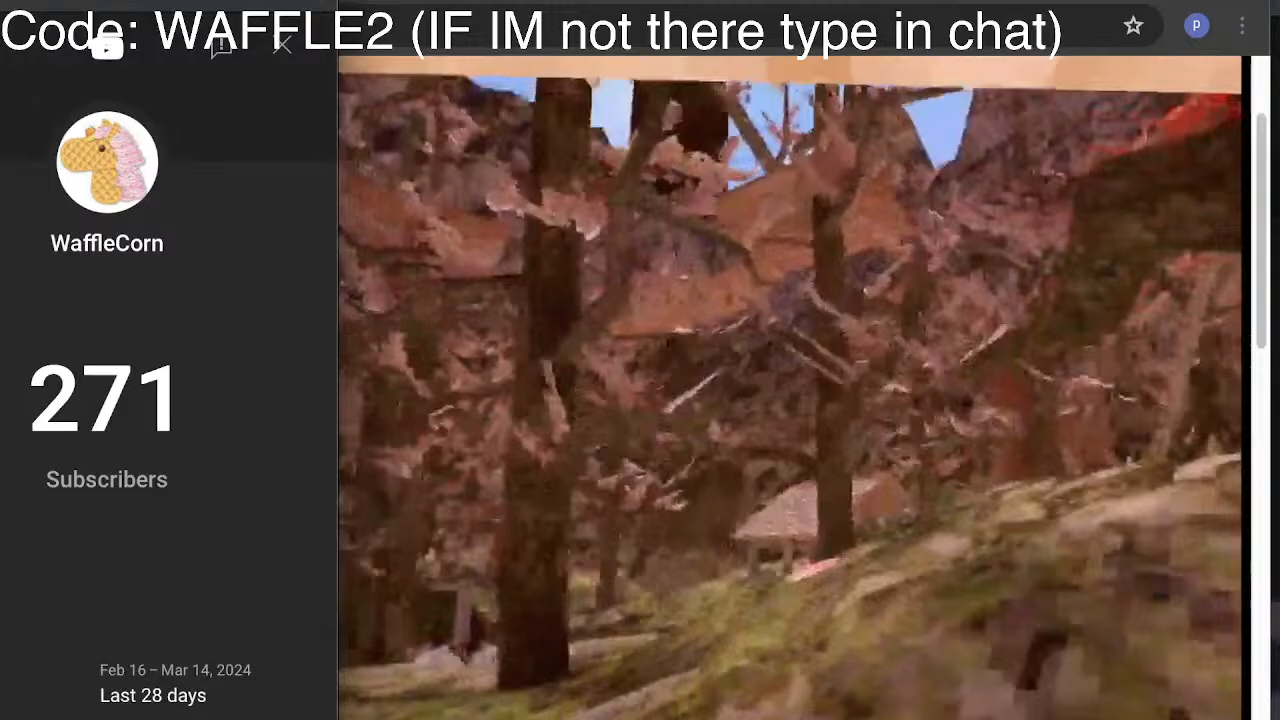 Code: WAFFLE2 (IF IM not there type in chat)
P
WaffleCorn
271
Subscribers
Feb 16 – Mar 14, 2024
Last 28 days